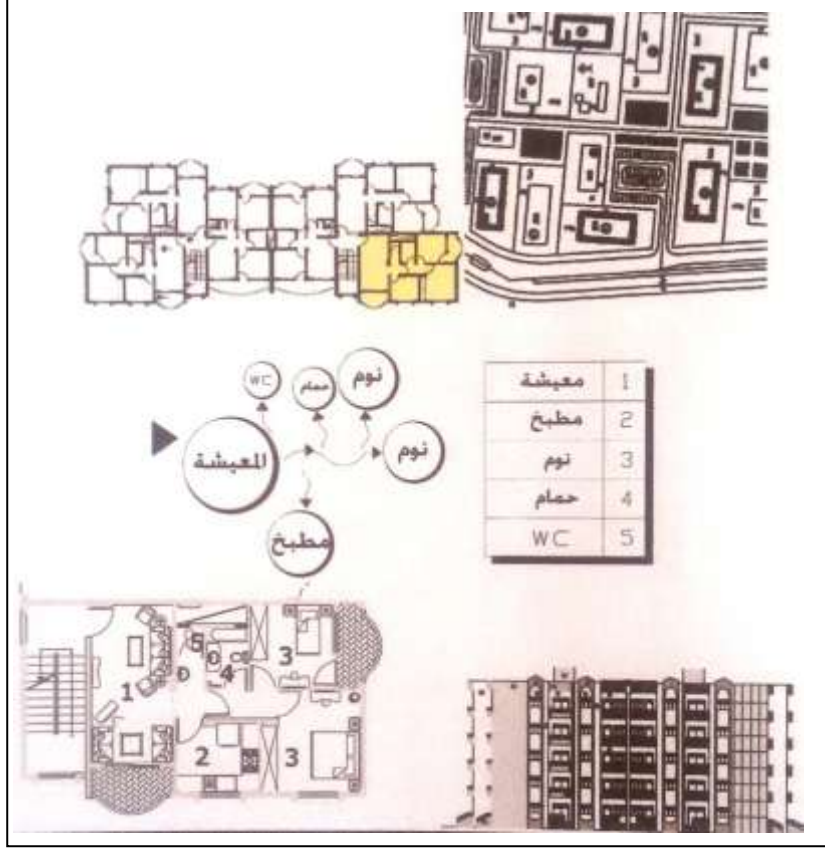 WC
حمام
نوم
المعيشة
نوم
مطبخ
معيشة 1
مطبخ 2
نوم 3
حمام 4
WC 5
5
3
4
1
2
3